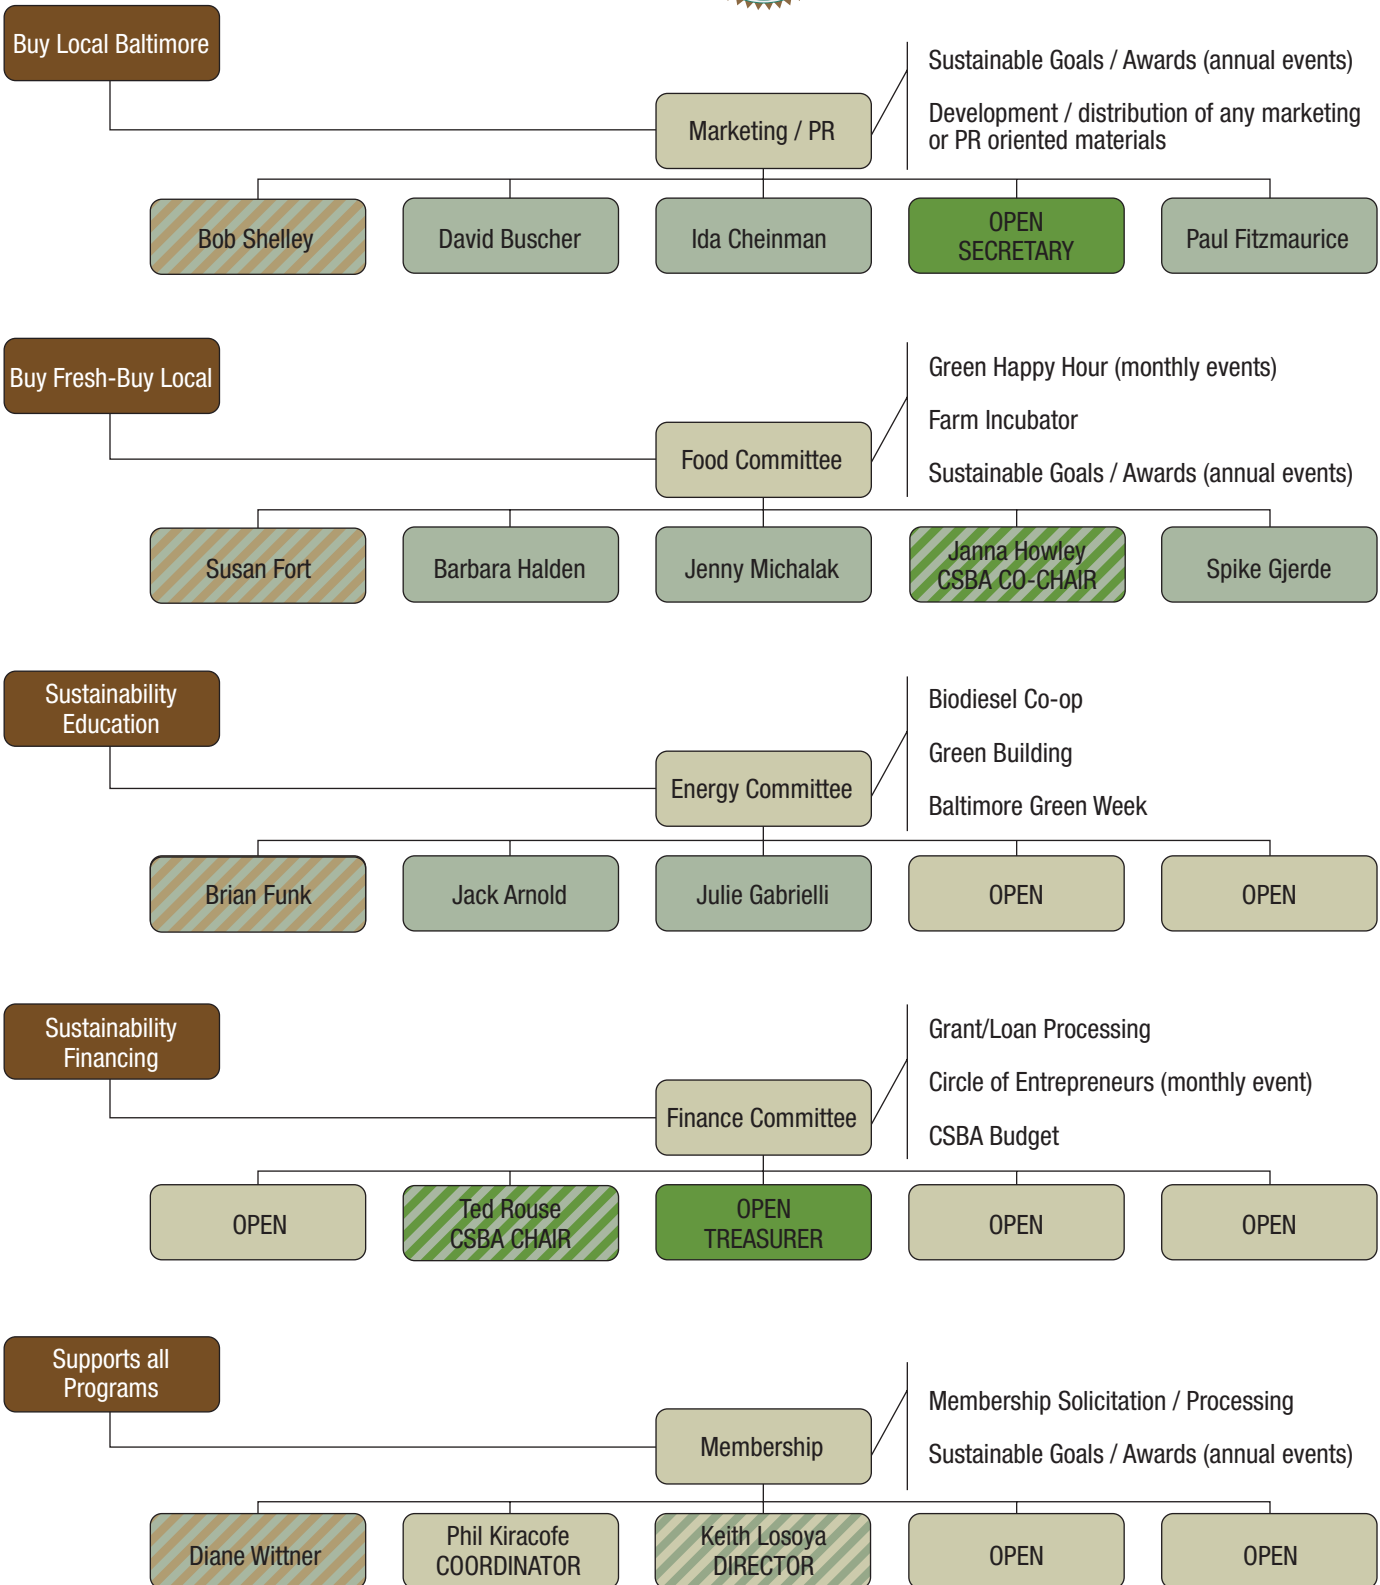 Buy Local Baltimore
Sustainable Goals / Awards (annual events)
Development / distribution of any marketing
or PR oriented materials
Marketing / PR
Bob Shelley
David Buscher
Ida Cheinman
OPEN
SECRETARY
Paul Fitzmaurice
Buy Fresh-Buy Local
Green Happy Hour (monthly events)
Farm Incubator
Sustainable Goals / Awards (annual events)
Food Committee
Susan Fort
Barbara Halden
Jenny Michalak
Janna Howley
CSBA CO-CHAIR
Spike Gjerde
Sustainability
Education
Biodiesel Co-op
Green Building
Baltimore Green Week
Energy Committee
Brian Funk
Jack Arnold
Julie Gabrielli
OPEN
OPEN
Sustainability
Financing
Grant/Loan Processing
Circle of Entrepreneurs (monthly event)
CSBA Budget
Finance Committee
OPEN
Ted Rouse
CSBA CHAIR
OPEN
TREASURER
OPEN
OPEN
Supports all
Programs
Membership Solicitation / Processing
Sustainable Goals / Awards (annual events)
Membership
Diane Wittner
Phil Kiracofe
COORDINATOR
Keith Losoya
DIRECTOR
OPEN
OPEN